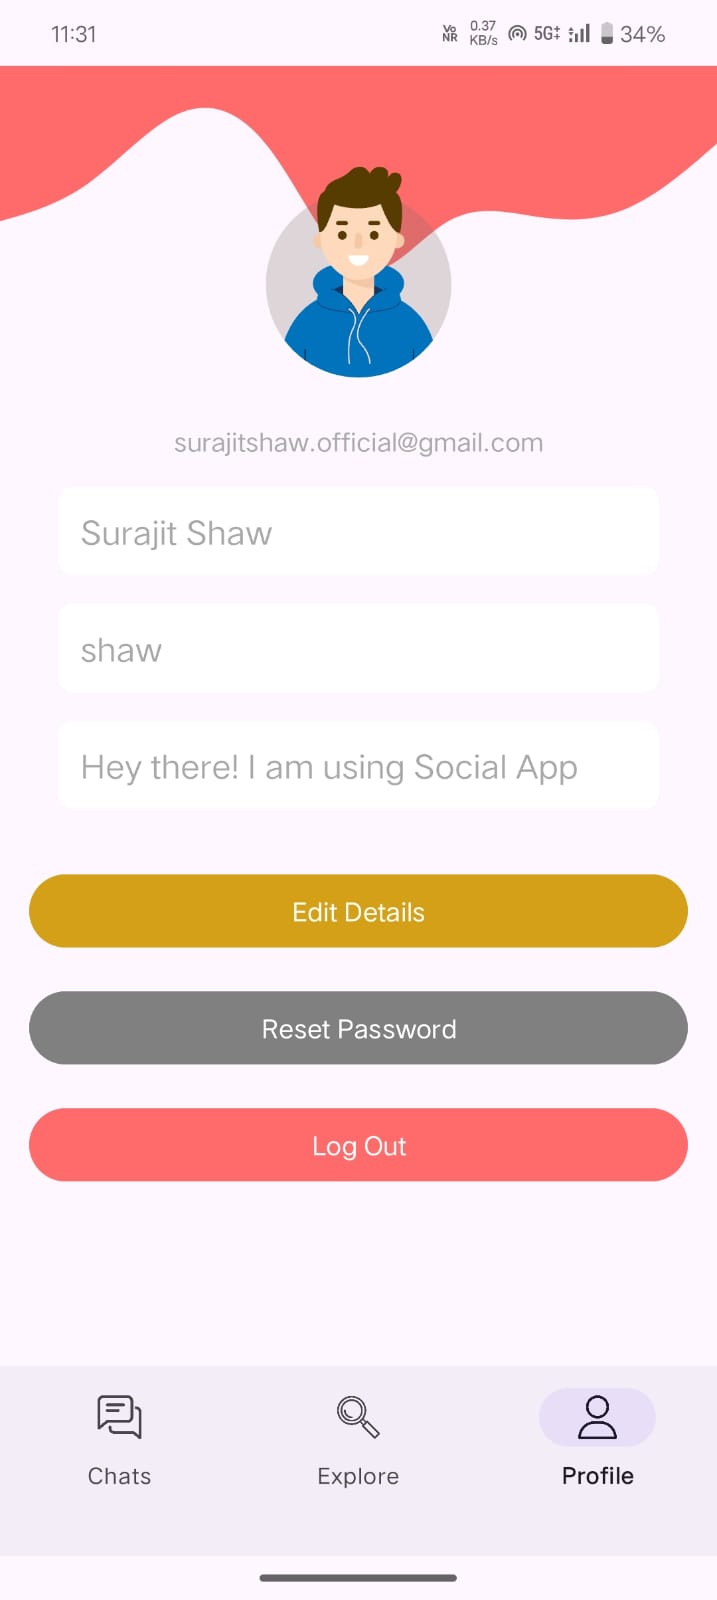 11:31 Vo NR 0.37 KB/s 5G‡ 34%
surajitshaw.official@gmail.com
Surajit Shaw
shaw
Hey there! I am using Social App
Edit Details
Reset Password
Log Out
Chats Explore Profile